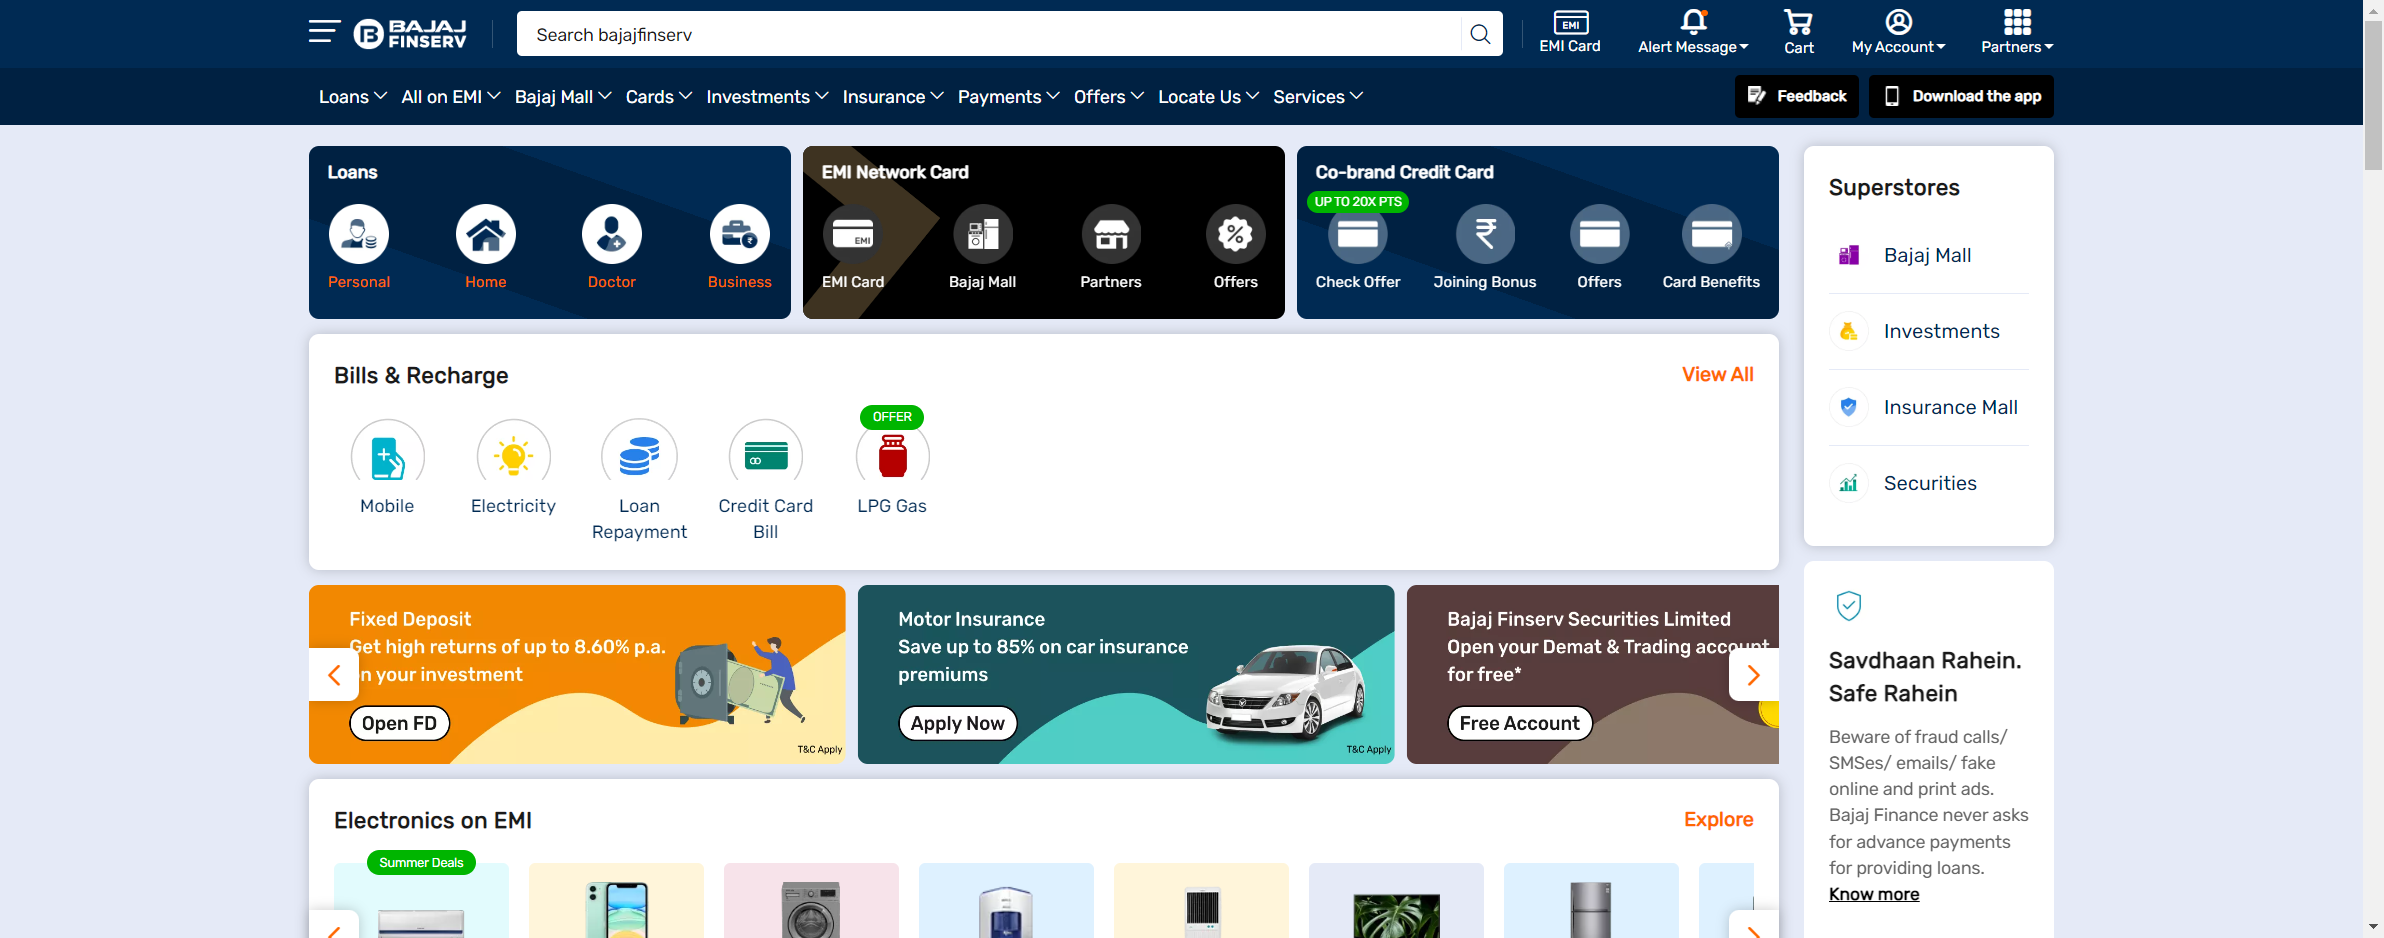 BAJAJ
FINSERV
Search bajajfinserv
EMI
EMI Card
Alert Message
Cart
My Account
Partners
Loans
All on EMI
Bajaj Mall
Cards
Investments
Insurance
Payments
Offers
Locate Us
Services
Feedback
Download the app
Loans
Personal
Home
Doctor
Business
EMI Network Card
EMI
EMI Card
Bajaj Mall
Partners
Offers
Co-brand Credit Card
UP TO 20X PTS
Check Offer
Joining Bonus
Offers
Card Benefits
Superstores
Bajaj Mall
Investments
Insurance Mall
Securities
Bills & Recharge
View All
OFFER
Mobile
Electricity
Loan
Repayment
Credit Card
Bill
LPG Gas
Fixed Deposit
Get high returns of up to 8.60% p.a.
on your investment
Open FD
T&C Apply
Motor Insurance
Save up to 85% on car insurance
premiums
Apply Now
T&C Apply
Bajaj Finserv Securities Limited
Open your Demat & Trading account
for free*
Free Account
Savdhaan Rahein.
Safe Rahein
Beware of fraud calls/
SMSes/ emails/ fake
online and print ads.
Bajaj Finance never asks
for advance payments
for providing loans.
Know more
Electronics on EMI
Explore
Summer Deals